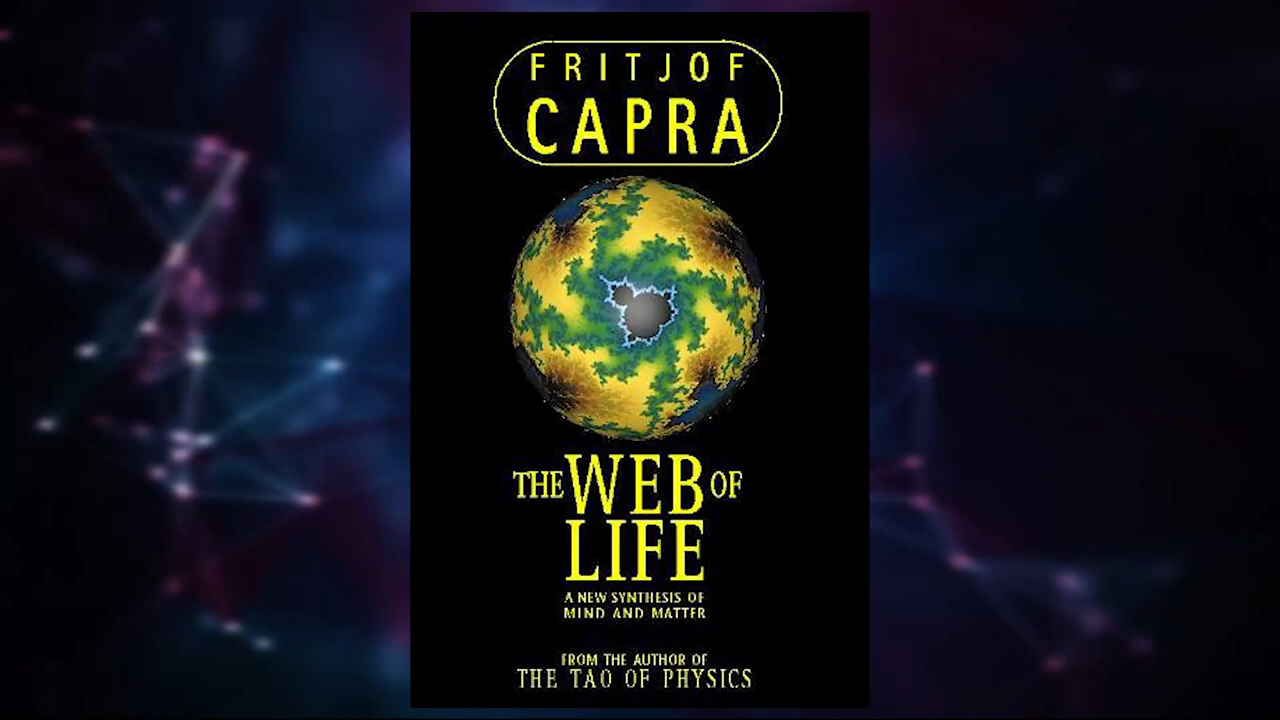 FRITJOF
CAPRA
THE WEB OF
LIFE
A NEW SYNTHESIS OF
MIND AND MATTER
FROM THE AUTHOR OF
THE TAO OF PHYSICS